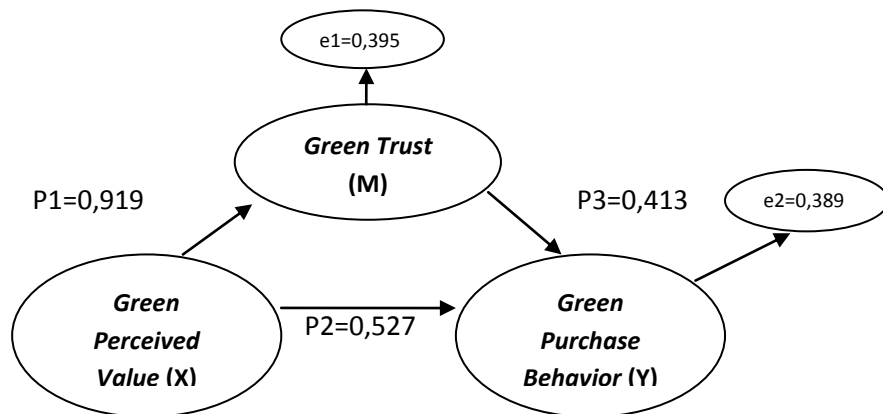 e1=0,395
Green Trust
(M)
P1=0,919
P3=0,413
e2=0,389
Green
Perceived
Value (X)
P2=0,527
Green
Purchase
Behavior (Y)